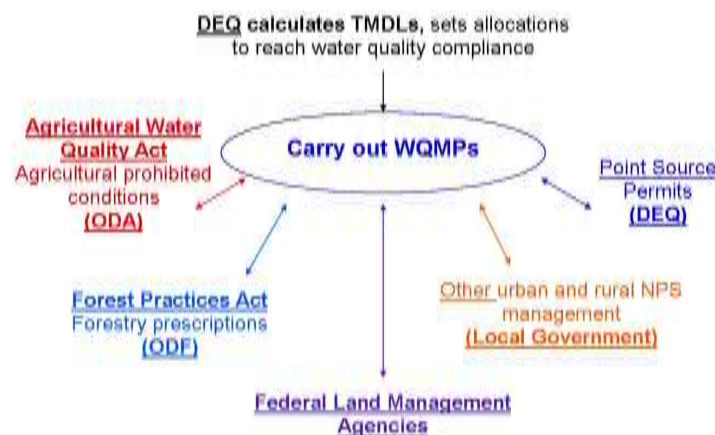 DEQ calculates TMDLs, sets allocations
to reach water quality compliance
Agricultural Water
Quality Act
Agricultural prohibited
conditions
(ODA)
Carry out WQMPs
Point Source
Permits
(DEQ)
Forest Practices Act
Forestry prescriptions
(ODF)
Other urban and rural NPS
management
(Local Government)
Federal Land Management
Agencies